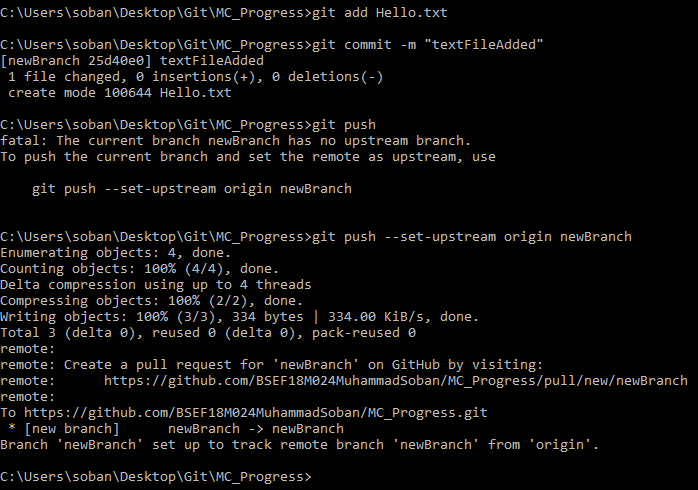 C:\Users\soban\Desktop\Git\MC_Progress>git add Hello.txt
C:\Users\soban\Desktop\Git\MC_Progress>git commit -m "textFileAdded"
[newBranch 25d40e0] textFileAdded
 1 file changed, 0 insertions(+), 0 deletions(-)
 create mode 100644 Hello.txt
C:\Users\soban\Desktop\Git\MC_Progress>git push
fatal: The current branch newBranch has no upstream branch.
To push the current branch and set the remote as upstream, use
    git push --set-upstream origin newBranch
C:\Users\soban\Desktop\Git\MC_Progress>git push --set-upstream origin newBranch
Enumerating objects: 4, done.
Counting objects: 100% (4/4), done.
Delta compression using up to 4 threads
Compressing objects: 100% (2/2), done.
Writing objects: 100% (3/3), 334 bytes | 334.00 KiB/s, done.
Total 3 (delta 0), reused 0 (delta 0), pack-reused 0
remote:
remote: Create a pull request for 'newBranch' on GitHub by visiting:
remote:      https://github.com/BSEF18M024MuhammadSoban/MC_Progress/pull/new/newBranch
remote:
To https://github.com/BSEF18M024MuhammadSoban/MC_Progress.git
 * [new branch]      newBranch -> newBranch
Branch 'newBranch' set up to track remote branch 'newBranch' from 'origin'.
C:\Users\soban\Desktop\Git\MC_Progress>